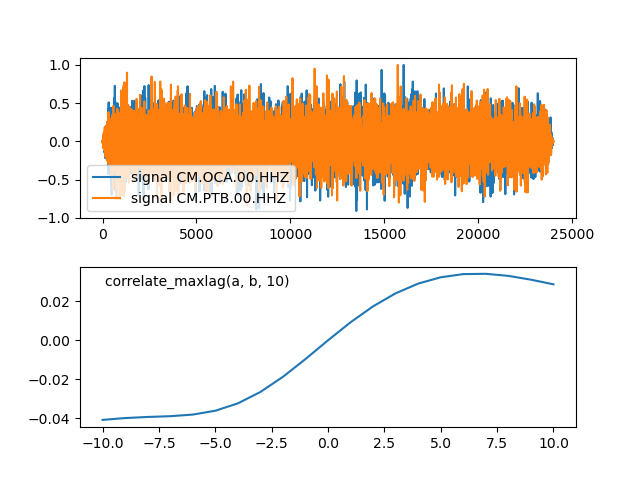 1.0
0.5
0.0
−0.5
−1.0
signal CM.OCA.00.HHZ
signal CM.PTB.00.HHZ
0 5000 10000 15000 20000 25000
correlate_maxlag(a, b, 10)
0.02
0.00
−0.02
−0.04
−10.0 −7.5 −5.0 −2.5 0.0 2.5 5.0 7.5 10.0